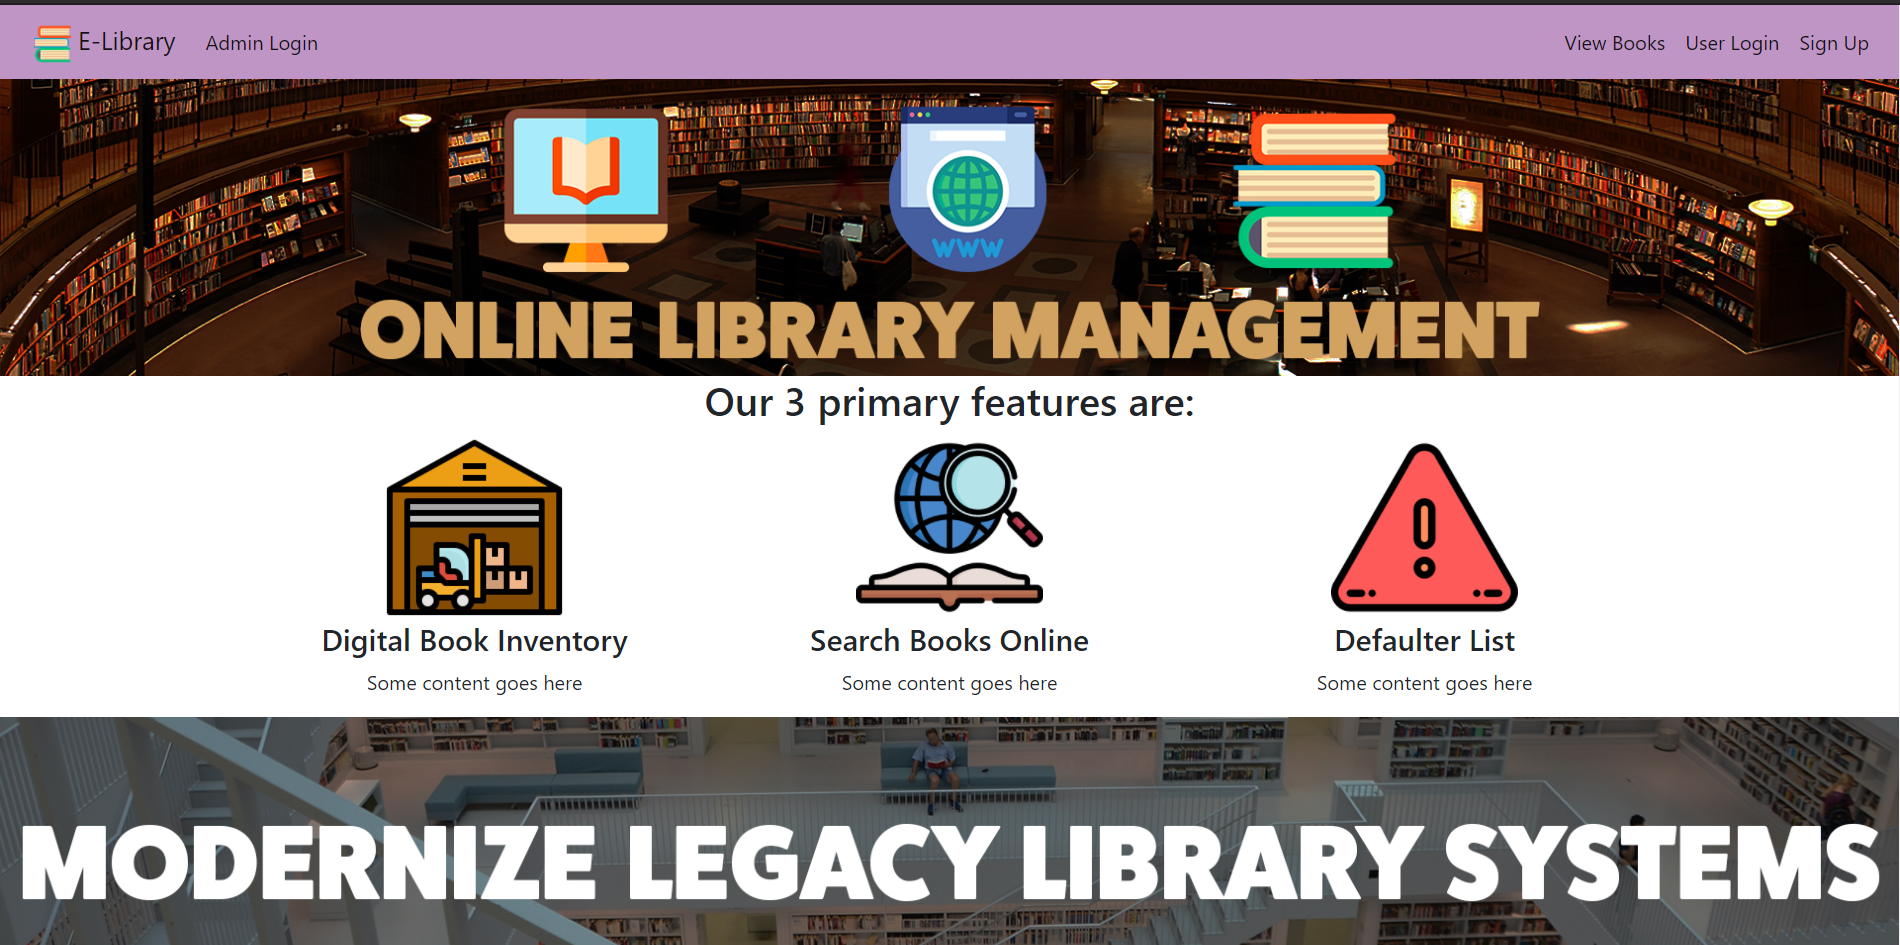 E-Library Admin Login View Books User Login Sign Up
WWW
ONLINE LIBRARY MANAGEMENT
Our 3 primary features are:
Digital Book Inventory Search Books Online Defaulter List
Some content goes here Some content goes here Some content goes here
MODERNIZE LEGACY LIBRARY SYSTEMS